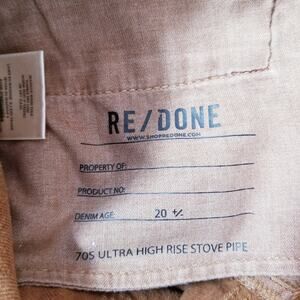 RE/DONE
WWW.SHOPREDONE.COM
PROPERTY OF:
PRODUCT NO:
DENIM AGE: 20 +/-
70S ULTRA HIGH RISE STOVE PIPE